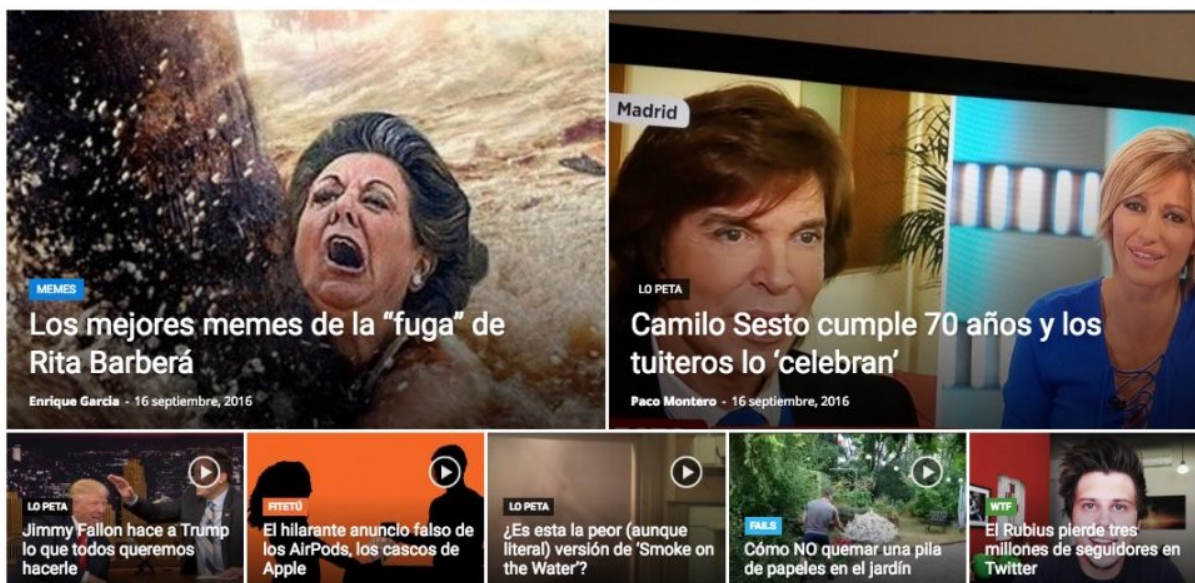 MEMES
Los mejores memes de la “fuga” de
Rita Barberá
Enrique García - 16 septiembre, 2016
Madrid
LO PETA
Camilo Sesto cumple 70 años y los
tuiteros lo ‘celebran’
Paco Montero - 16 septiembre, 2016
LO PETA
Jimmy Fallon hace a Trump
lo que todos queremos
hacerle
FITETÚ
El hilarante anuncio falso de
los AirPods, los cascos de
Apple
LO PETA
¿Es esta la peor (aunque
literal) versión de ‘Smoke on
the Water’?
FAILS
Cómo NO quemar una pila
de papeles en el jardín
WTF
El Rubius pierde tres
millones de seguidores en
Twitter